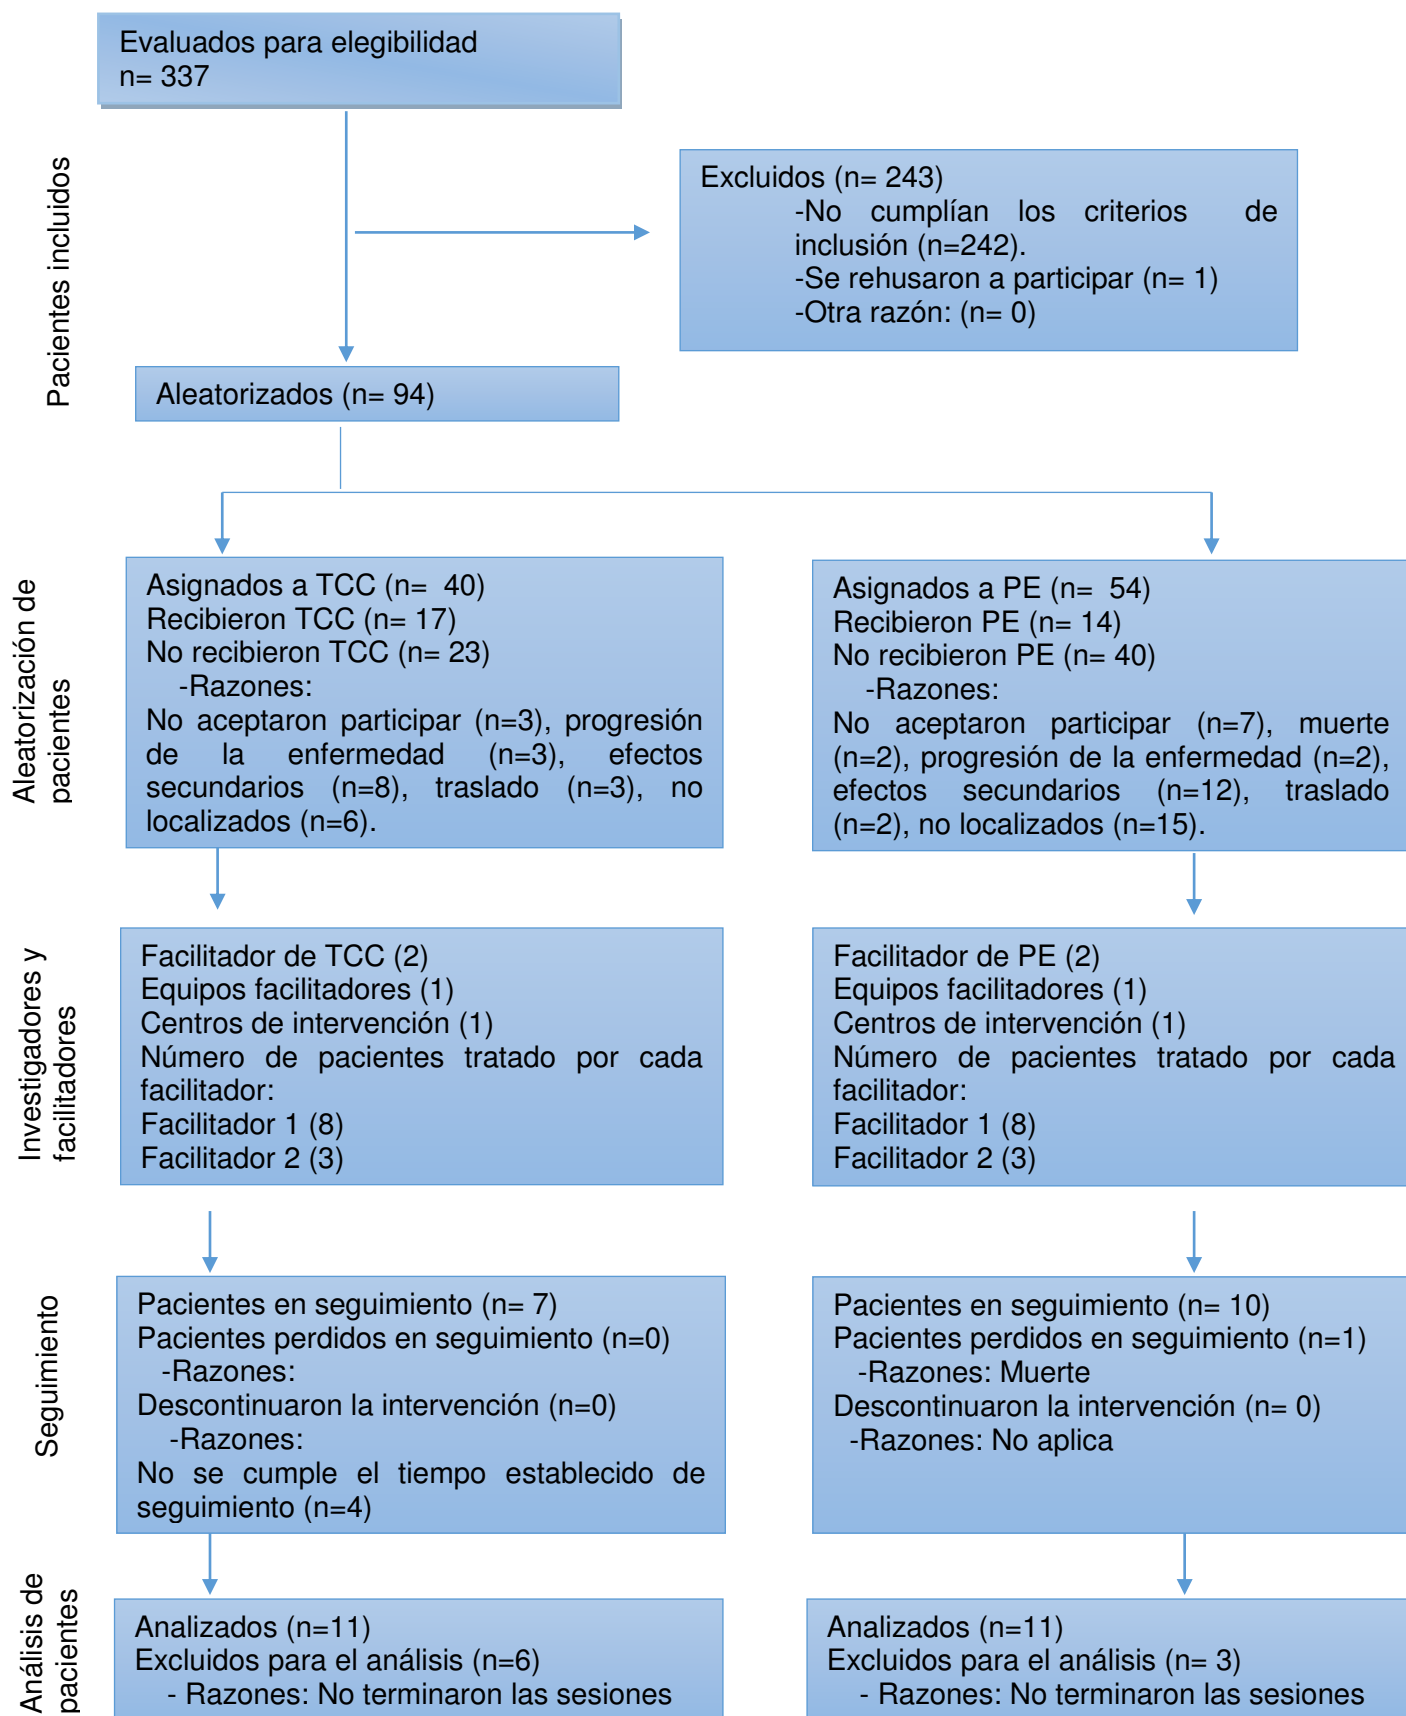 Evaluados para elegibilidad
n= 337
Pacientes incluidos
Excluidos (n= 243)
-No cumplían los criterios de
inclusión (n=242).
-Se rehusaron a participar (n= 1)
-Otra razón: (n= 0)
Aleatorizados (n= 94)
Aleatorización de
pacientes
Asignados a TCC (n= 40)
Recibieron TCC (n= 17)
No recibieron TCC (n= 23)
-Razones:
No aceptaron participar (n=3), progresión
de la enfermedad (n=3), efectos
secundarios (n=8), traslado (n=3), no
localizados (n=6).
Asignados a PE (n= 54)
Recibieron PE (n= 14)
No recibieron PE (n= 40)
-Razones:
No aceptaron participar (n=7), muerte
(n=2), progresión de la enfermedad (n=2),
efectos secundarios (n=12), traslado
(n=2), no localizados (n=15).
Investigadores y
facilitadores
Facilitador de TCC (2)
Equipos facilitadores (1)
Centros de intervención (1)
Número de pacientes tratado por cada
facilitador:
Facilitador 1 (8)
Facilitador 2 (3)
Facilitador de PE (2)
Equipos facilitadores (1)
Centros de intervención (1)
Número de pacientes tratado por cada
facilitador:
Facilitador 1 (8)
Facilitador 2 (3)
Seguimiento
Pacientes en seguimiento (n= 7)
Pacientes perdidos en seguimiento (n=0)
-Razones:
Descontinuaron la intervención (n=0)
-Razones:
No se cumple el tiempo establecido de
seguimiento (n=4)
Pacientes en seguimiento (n= 10)
Pacientes perdidos en seguimiento (n=1)
-Razones: Muerte
Descontinuaron la intervención (n= 0)
-Razones: No aplica
Análisis de
pacientes
Analizados (n=11)
Excluidos para el análisis (n=6)
- Razones: No terminaron las sesiones
Analizados (n=11)
Excluidos para el análisis (n= 3)
- Razones: No terminaron las sesiones